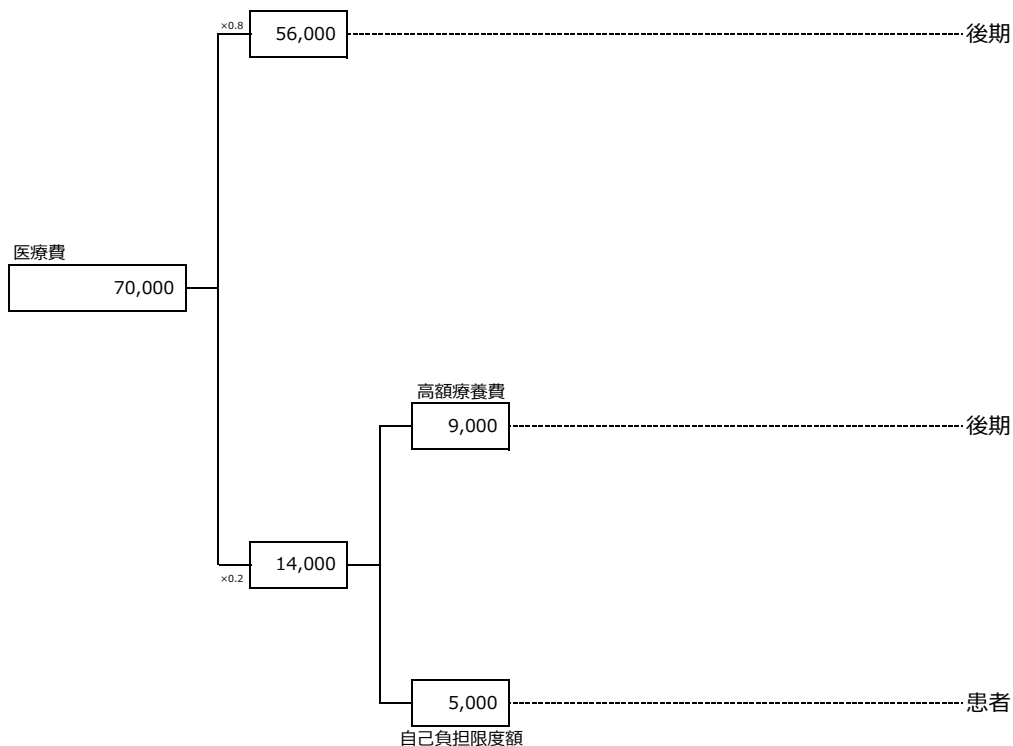 ×0.8
56,000
後期
医療費
70,000
高額療養費
9,000
後期
14,000
×0.2
5,000
患者
自己負担限度額